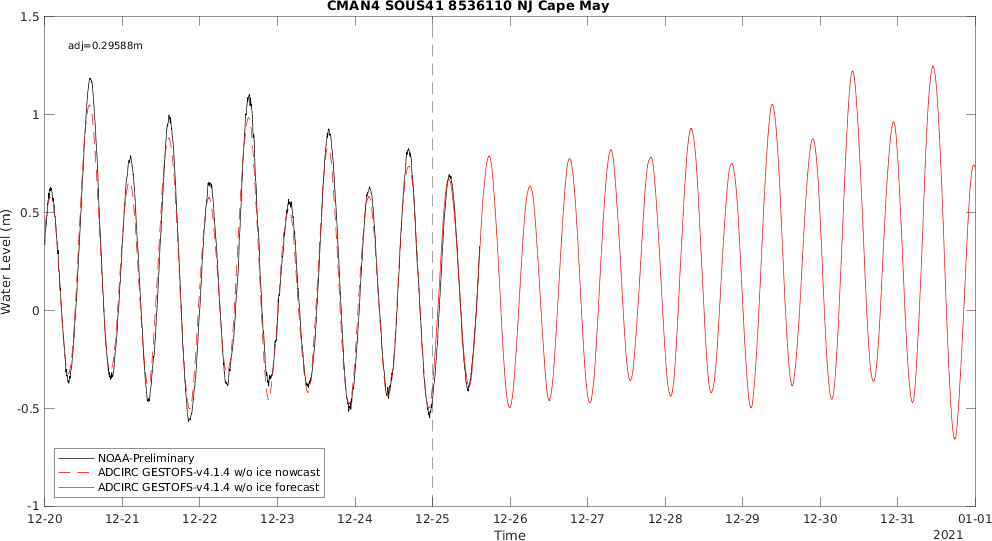 CMAN4 SOUS41 8536110 NJ Cape May
adj=0.29588m
1.5
1
0.5
0
-0.5
-1
Water Level (m)
NOAA-Preliminary
ADCIRC GESTOFS-v4.1.4 w/o ice nowcast
ADCIRC GESTOFS-v4.1.4 w/o ice forecast
12-20 12-21 12-22 12-23 12-24 12-25 12-26 12-27 12-28 12-29 12-30 12-31 01-01
Time
2021